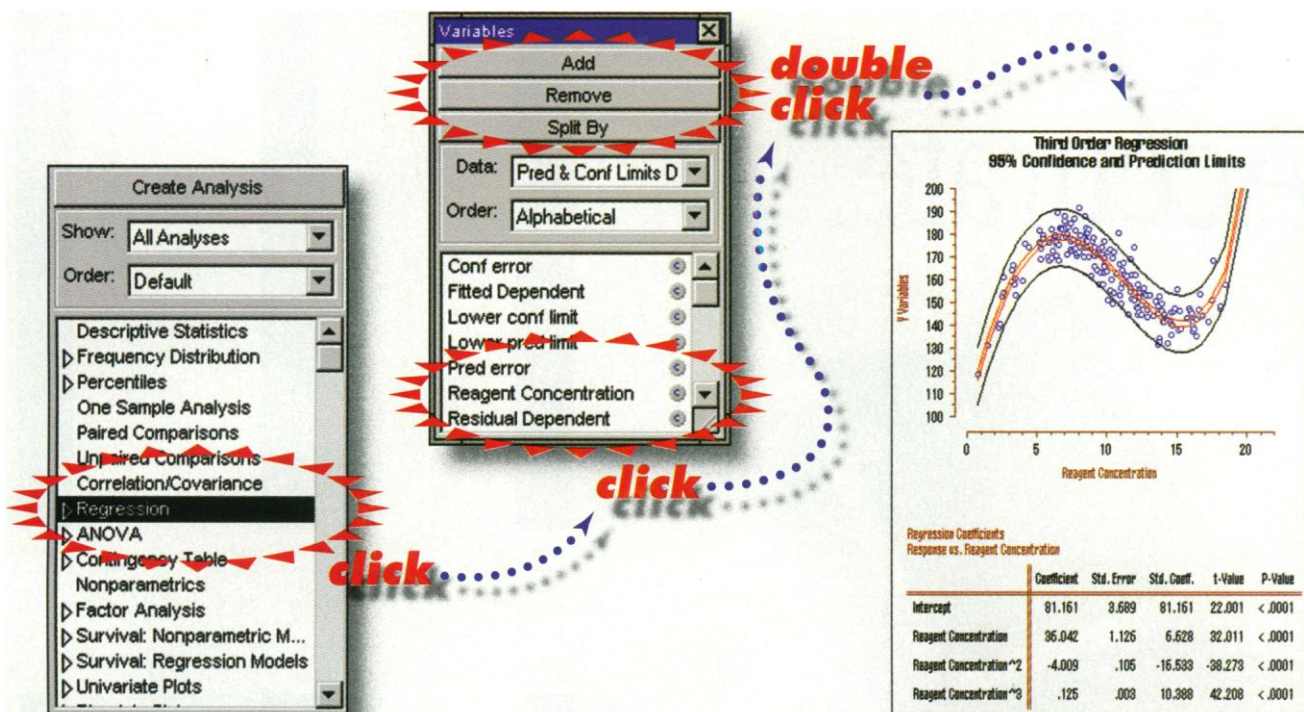 Create Analysis
Show: All Analyses
Order: Default
Descriptive Statistics
Frequency Distribution
Percentiles
One Sample Analysis
Paired Comparisons
Unpaired Comparisons
Correlation/Covariance
Regression
ANOVA
Contingency Table
Nonparametrics
Factor Analysis
Survival: Nonparametric M...
Survival: Regression Models
Univariate Plots
click
Variables
Add
Remove
Split By
Data: Pred & Conf Limits D
Order: Alphabetical
Conf error
Fitted Dependent
Lower conf limit
Lower pred limit
Pred error
Reagent Concentration
Residual Dependent
click
double
click
Third Order Regression
95% Confidence and Prediction Limits
200
190
180
170
160
150
140
130
120
110
100
Y Variables
0 5 10 15 20
Reagent Concentration
Regression Coefficients
Response vs. Reagent Concentration
Coefficient Std. Error Std. Coeff. t-Value P-Value
Intercept 81.161 3.689 81.161 22.001 <.0001
Reagent Concentration 36.042 1.126 6.628 32.011 <.0001
Reagent Concentration^2 -4.009 .105 -16.533 -38.273 <.0001
Reagent Concentration^3 .125 .003 10.388 42.208 <.0001